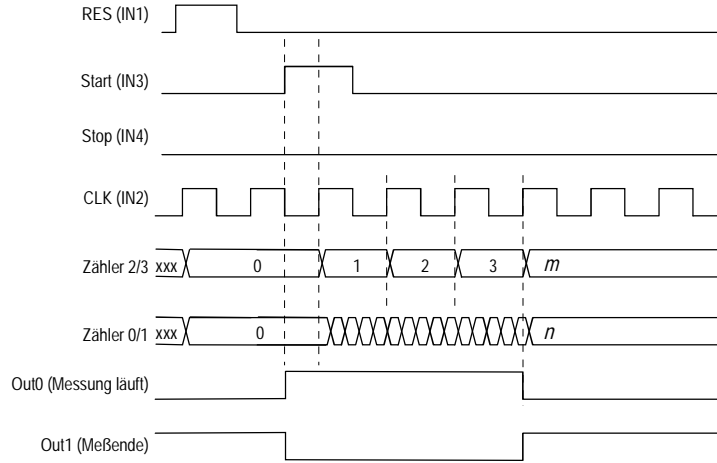 RES (IN1)
Start (IN3)
Stop (IN4)
CLK (IN2)
Zähler 2/3 xxx 0 1 2 3 m
Zähler 0/1 xxx 0 n
Out0 (Messung läuft)
Out1 (Meßende)